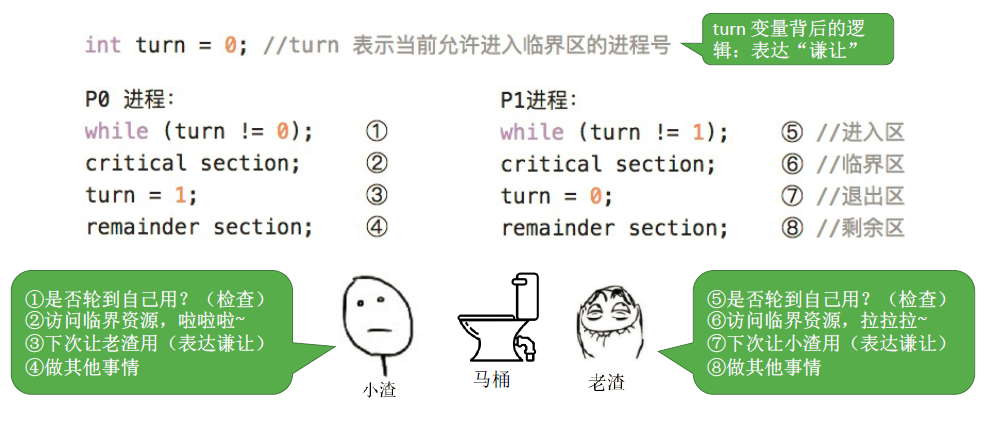 int turn = 0; //turn 表示当前允许进入临界区的进程号
turn 变量背后的逻
辑：表达“谦让”
P0 进程：
while (turn != 0); ①
critical section; ②
turn = 1; ③
remainder section; ④
P1进程：
while (turn != 1); ⑤ //进入区
critical section; ⑥ //临界区
turn = 0; ⑦ //退出区
remainder section; ⑧ //剩余区
①是否轮到自己用？（检查）
②访问临界资源，啦啦啦~
③下次让老渣用（表达谦让）
④做其他事情
小渣
马桶
老渣
⑤是否轮到自己用？（检查）
⑥访问临界资源，拉拉拉~
⑦下次让小渣用（表达谦让）
⑧做其他事情